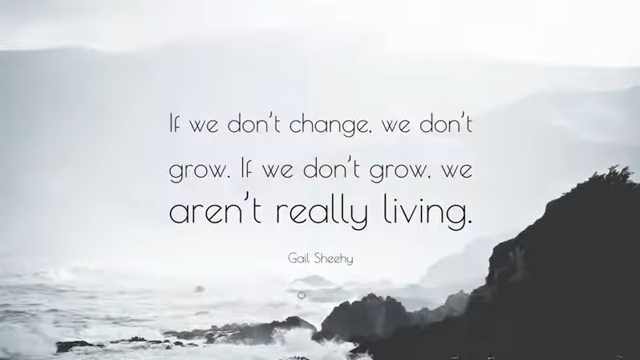 If we don't change, we don't
grow. If we don't grow, we
aren't really living.
Gail Sheehy